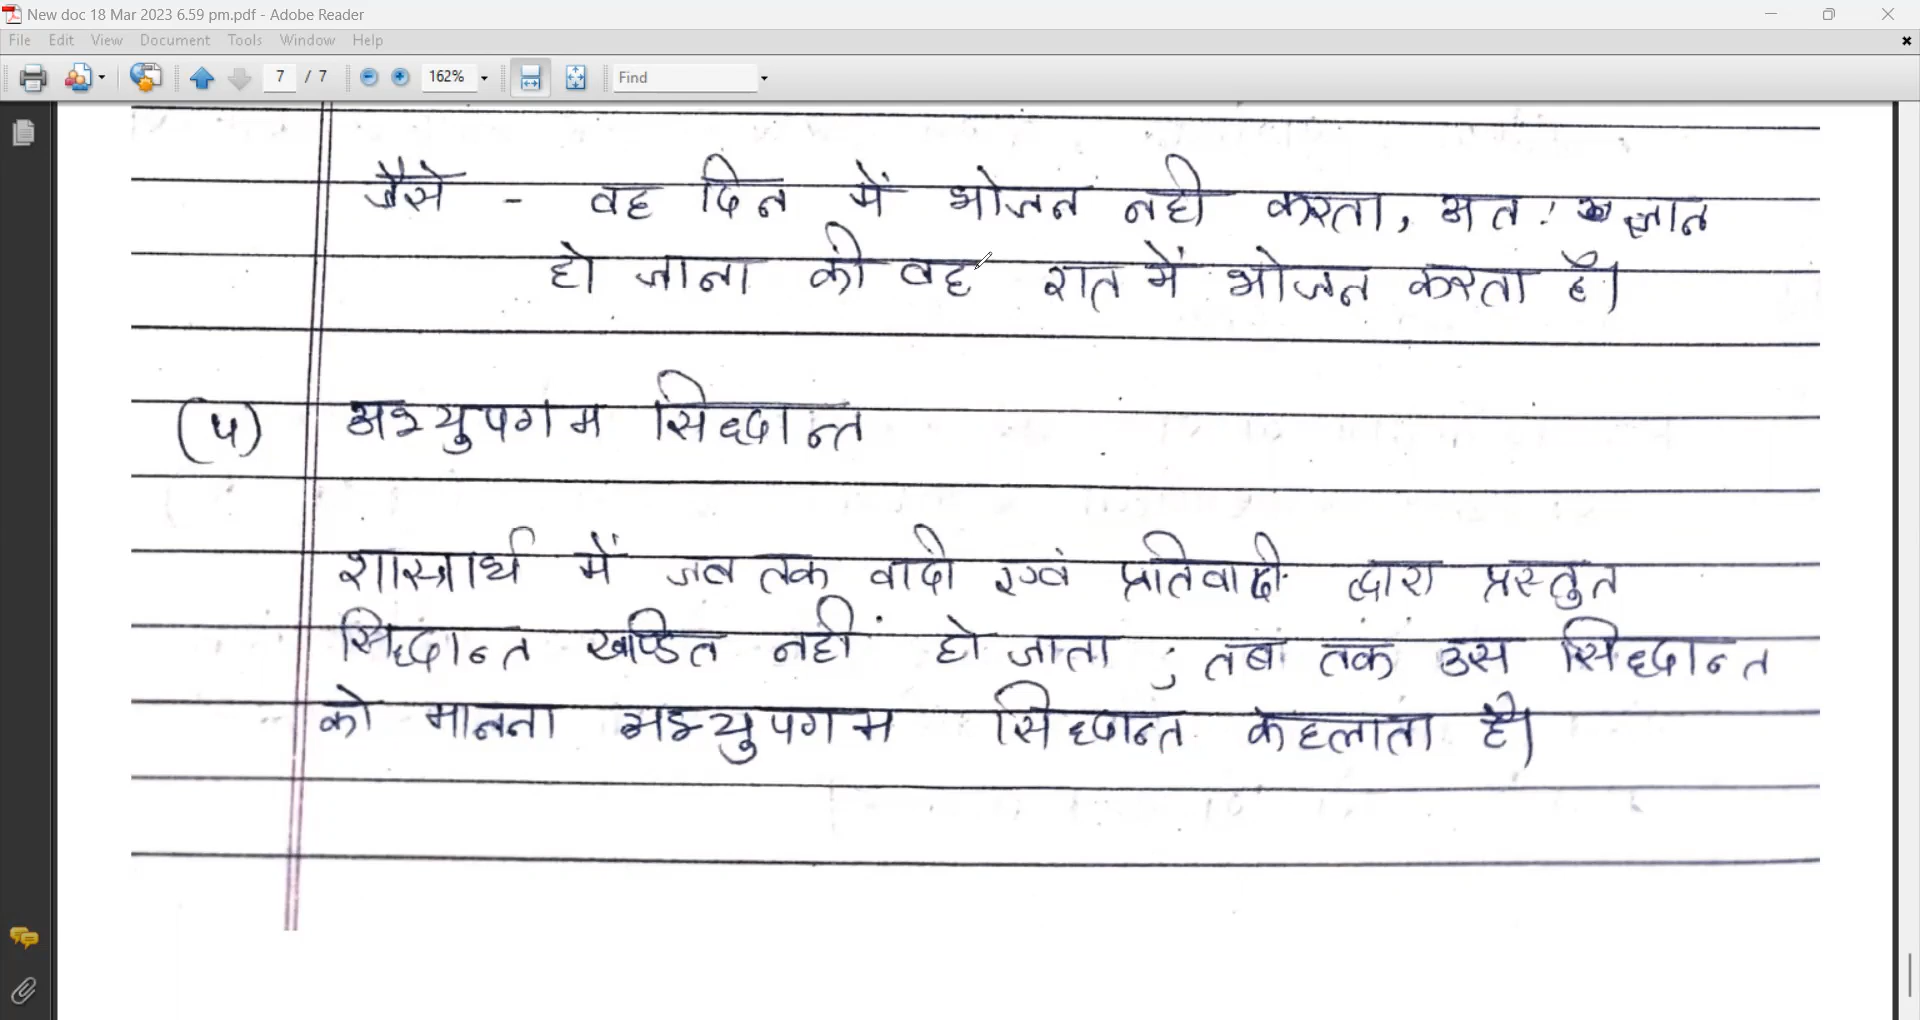 New doc 18 Mar 2023 6.59 pm.pdf - Adobe Reader
File Edit View Document Tools Window Help
7 / 7 162% Find
जैसे - वह दिन में भोजन नही करता, अत: ज्ञान
हो जाना की वह रात में भोजन करता है।
(५) अभ्युपगम सिद्धान्त
शास्त्रार्थ में जब तक वादी एवं प्रतिवादी द्वारा प्रस्तुत
सिद्धान्त खण्डित नहीं हो जाता ; तब तक उस सिद्धान्त
को मानना अभ्युपगम सिद्धान्त कहलाता है।